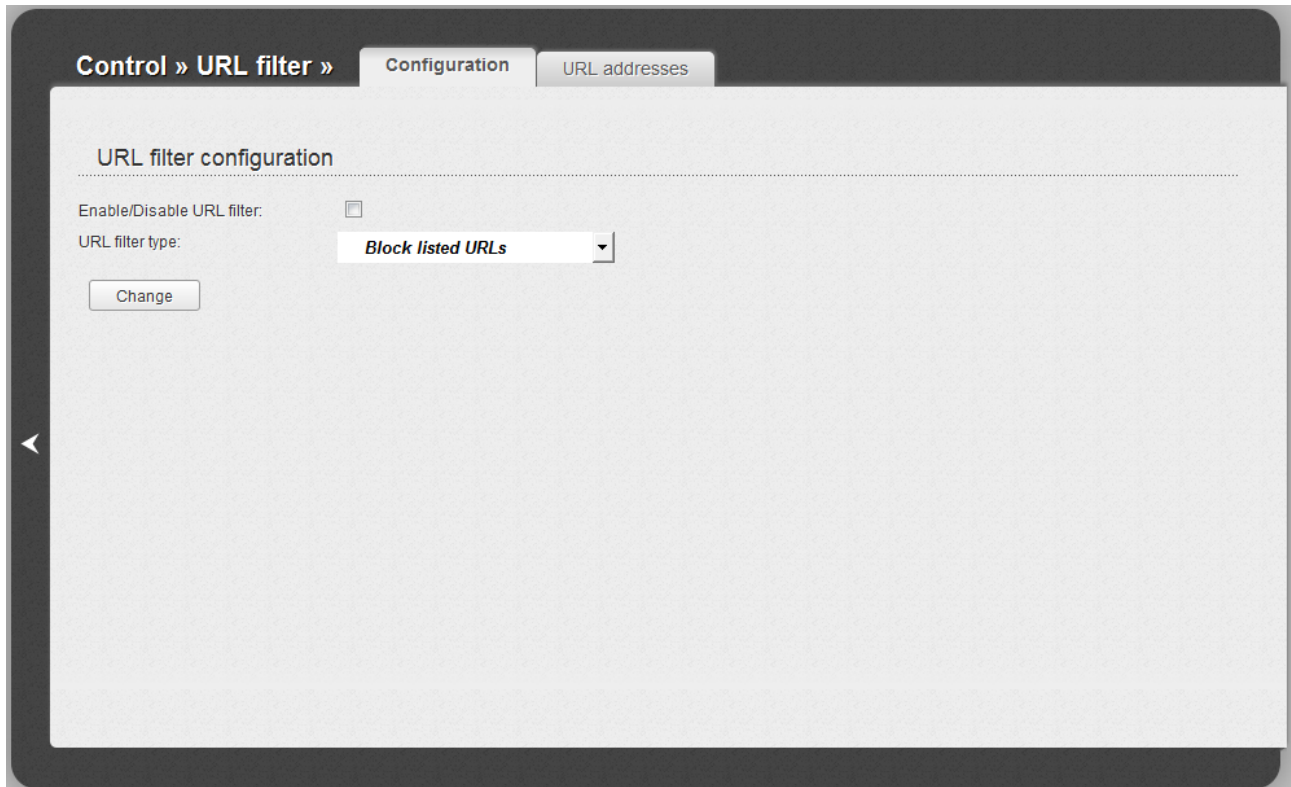 Control » URL filter » Configuration URL addresses
URL filter configuration
Enable/Disable URL filter:
URL filter type: Block listed URLs
Change